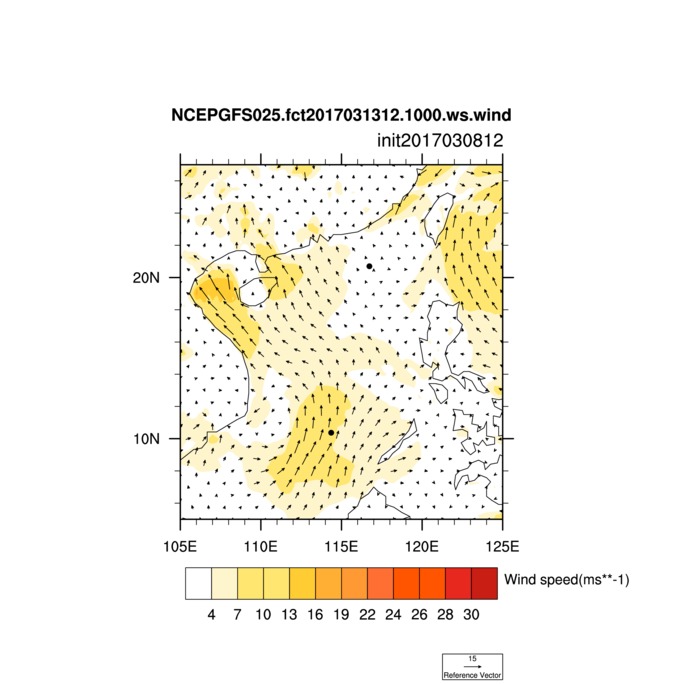 NCEPGFS025.fct2017031312.1000.ws.wind
init2017030812
20N
10N
105E 110E 115E 120E 125E
Wind speed(ms**-1)
4 7 10 13 16 19 22 24 26 28 30
15
Reference Vector